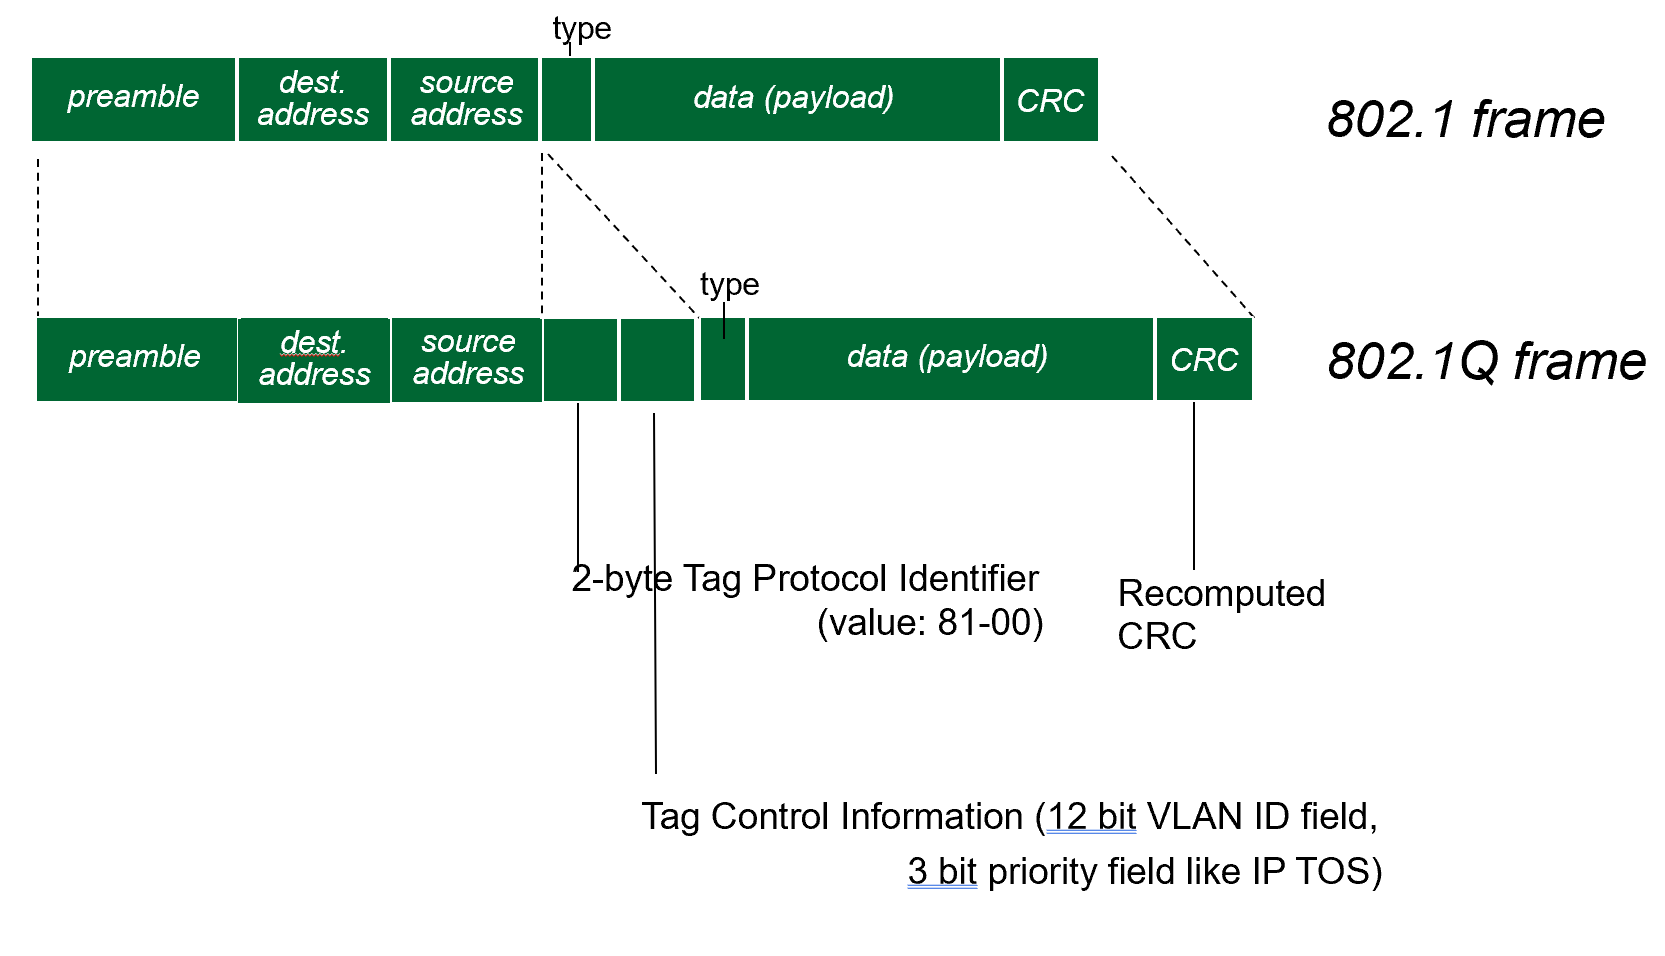 type
preamble
dest.
address
source
address
data (payload)
CRC
802.1 frame
type
preamble
dest.
address
source
address
data (payload)
CRC
802.1Q frame
2-byte Tag Protocol Identifier
(value: 81-00)
Recomputed
CRC
Tag Control Information (12 bit VLAN ID field,
3 bit priority field like IP TOS)